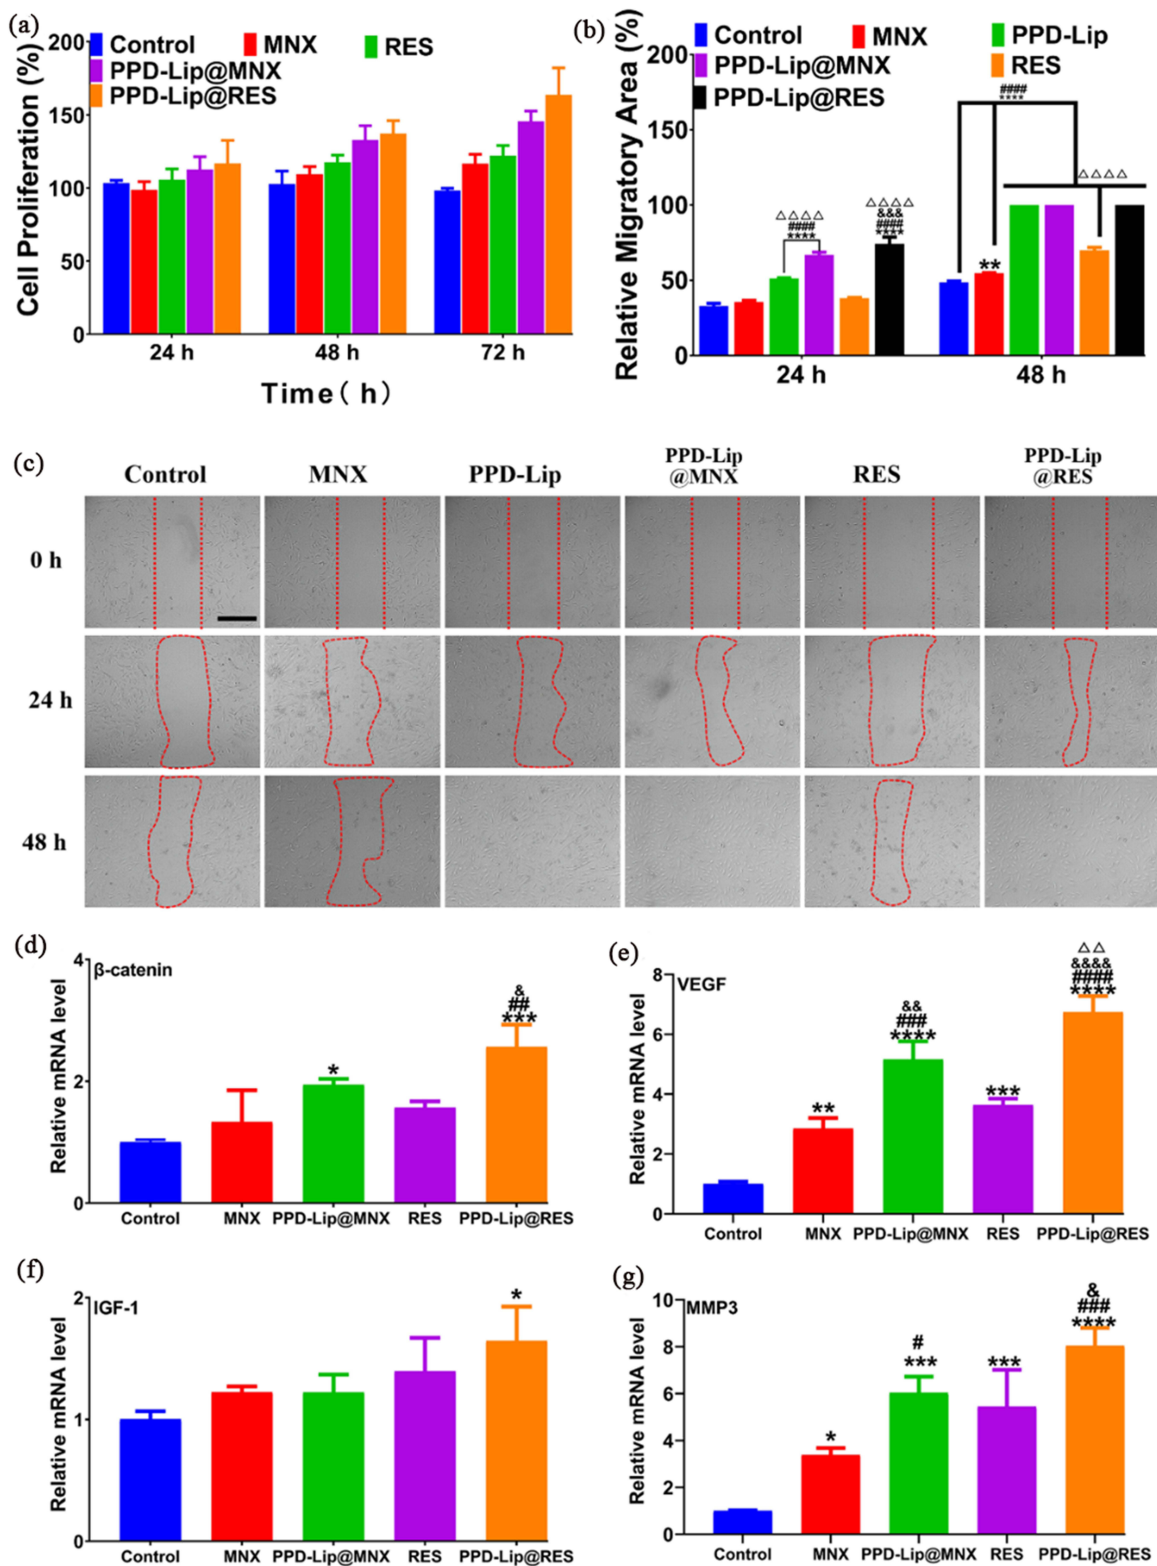 (a)
Cell Proliferation (%)
200
150
100
50
0
Control MNX RES
PPD-Lip@MNX
PPD-Lip@RES
24 h 48 h 72 h
Time( h)
(b)
Relative Migratory Area (%)
200
150
100
50
0
Control MNX PPD-Lip
PPD-Lip@MNX RES
PPD-Lip@RES
####
****
△△△△
△△△△
####
****
△△△△
&&&
####
****
**
24 h 48 h
(c)
Control MNX PPD-Lip PPD-Lip @MNX RES PPD-Lip @RES
0 h
24 h
48 h
(d)
β-catenin
Relative mRNA level
4
2
0
*
&
##
***
Control MNX PPD-Lip@MNX RES PPD-Lip@RES
(e)
VEGF
Relative mRNA level
8
6
4
2
0
**
&&
###
****
***
△△
&&&&
####
****
Control MNX PPD-Lip@MNX RES PPD-Lip@RES
(f)
IGF-1
Relative mRNA level
2
1
0
*
Control MNX PPD-Lip@MNX RES PPD-Lip@RES
(g)
MMP3
Relative mRNA level
10
8
6
4
2
0
*
#
***
***
&
###
****
Control MNX PPD-Lip@MNX RES PPD-Lip@RES